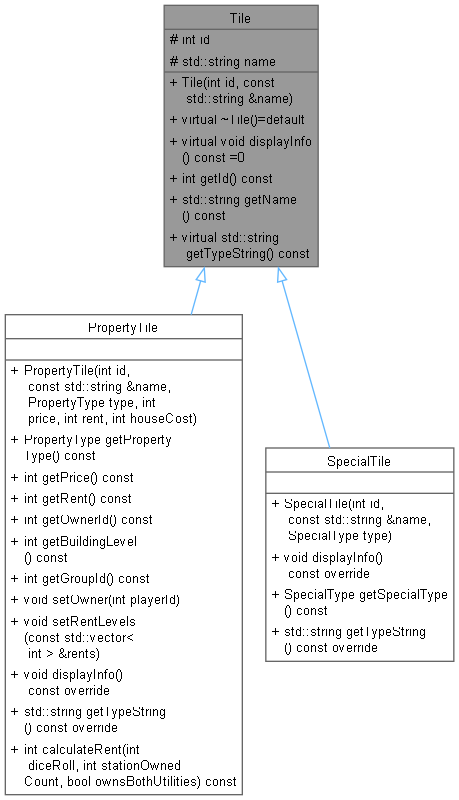 Tile
# int id
# std::string name
+ Tile(int id, const
std::string &name)
+ virtual ~Tile()=default
+ virtual void displayInfo
() const =0
+ int getId() const
+ std::string getName
() const
+ virtual std::string
getTypeString() const
PropertyTile
+ PropertyTile(int id,
const std::string &name,
PropertyType type, int
price, int rent, int houseCost)
+ PropertyType getProperty
Type() const
+ int getPrice() const
+ int getRent() const
+ int getOwnerId() const
+ int getBuildingLevel
() const
+ int getGroupId() const
+ void setOwner(int playerId)
+ void setRentLevels
(const std::vector<
int > &rents)
+ void displayInfo()
const override
+ std::string getTypeString
() const override
+ int calculateRent(int
diceRoll, int stationOwned
Count, bool ownsBothUtilities) const
SpecialTile
+ SpecialTile(int id,
const std::string &name,
SpecialType type)
+ void displayInfo()
const override
+ SpecialType getSpecialType
() const
+ std::string getTypeString
() const override